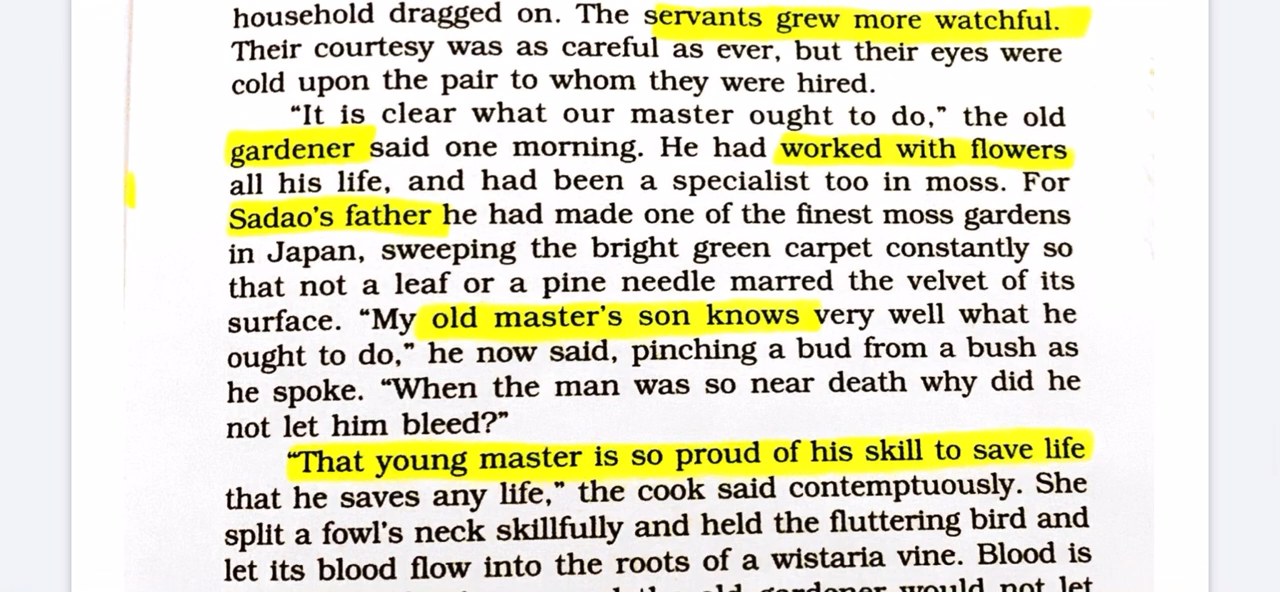 household dragged on. The servants grew more watchful.
Their courtesy was as careful as ever, but their eyes were
cold upon the pair to whom they were hired.
“It is clear what our master ought to do,” the old
gardener said one morning. He had worked with flowers
all his life, and had been a specialist too in moss. For
Sadao's father he had made one of the finest moss gardens
in Japan, sweeping the bright green carpet constantly so
that not a leaf or a pine needle marred the velvet of its
surface. “My old master's son knows very well what he
ought to do,” he now said, pinching a bud from a bush as
he spoke. “When the man was so near death why did he
not let him bleed?”
“That young master is so proud of his skill to save life
that he saves any life,” the cook said contemptuously. She
split a fowl's neck skillfully and held the fluttering bird and
let its blood flow into the roots of a wistaria vine. Blood is
would not let